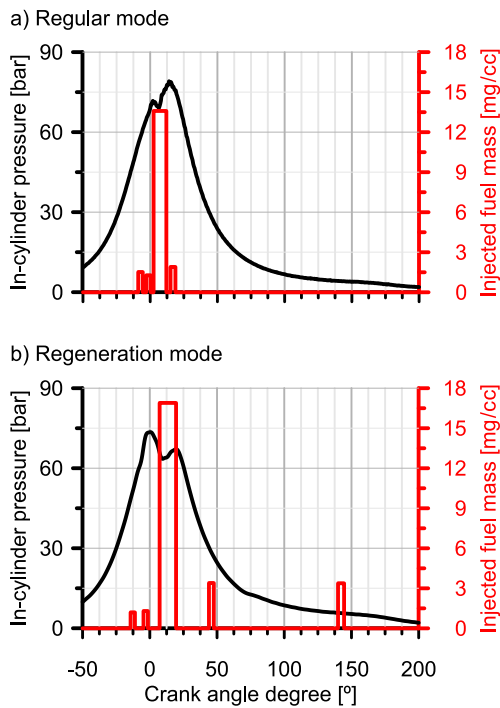 a) Regular mode
In-cylinder pressure [bar]
90
60
30
0
18
15
12
9
6
3
0
Injected fuel mass [mg/cc]
b) Regeneration mode
In-cylinder pressure [bar]
90
60
30
0
18
15
12
9
6
3
0
Injected fuel mass [mg/cc]
-50 0 50 100 150 200
Crank angle degree [º]